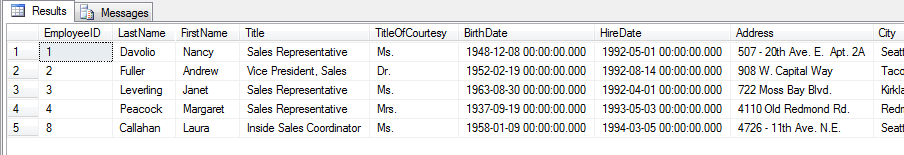 Results Messages
EmployeeID LastName FirstName Title TitleOfCourtesy BirthDate HireDate Address City
1 1 Davolio Nancy Sales Representative Ms. 1948-12-08 00:00:00.000 1992-05-01 00:00:00.000 507 - 20th Ave. E. Apt. 2A Seatt
2 2 Fuller Andrew Vice President, Sales Dr. 1952-02-19 00:00:00.000 1992-08-14 00:00:00.000 908 W. Capital Way Taco
3 3 Leverling Janet Sales Representative Ms. 1963-08-30 00:00:00.000 1992-04-01 00:00:00.000 722 Moss Bay Blvd. Kirkla
4 4 Peacock Margaret Sales Representative Mrs. 1937-09-19 00:00:00.000 1993-05-03 00:00:00.000 4110 Old Redmond Rd. Redm
5 8 Callahan Laura Inside Sales Coordinator Ms. 1958-01-09 00:00:00.000 1994-03-05 00:00:00.000 4726 - 11th Ave. N.E. Seatt